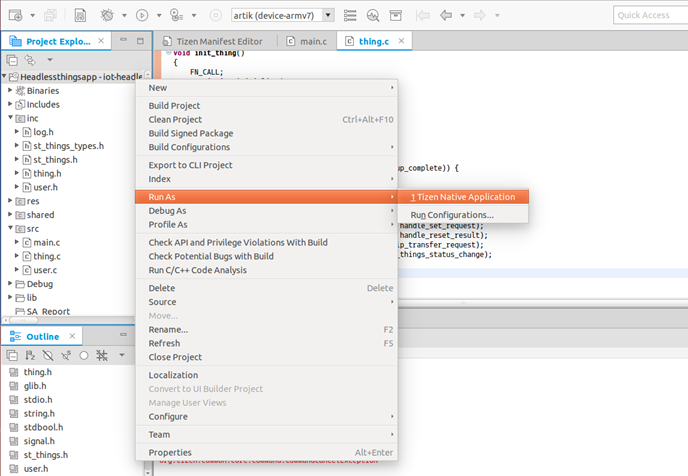 artik (device-armv7)
Quick Access
Project Explo...
Tizen Manifest Editor
main.c
thing.c
Headlessthingsapp - iot-headle
Binaries
Includes
inc
log.h
st_things_types.h
st_things.h
thing.h
user.h
res
shared
src
main.c
thing.c
user.c
Debug
lib
SA_Report
void init_thing()
{
FN_CALL;
up_complete)) {
handle_set_request);
handle_reset_result);
ip_transfer_request);
things_status_change);
New
Build Project
Clean Project Ctrl+Alt+F10
Build Signed Package
Build Configurations
Export to CLI Project
Index
Run As
Debug As
Profile As
Check API and Privilege Violations With Build
Check Potential Bugs with Build
Run C/C++ Code Analysis
Delete Delete
Source
Move...
Rename... F2
Refresh F5
Close Project
Localization
Convert to UI Builder Project
Manage User Views
Configure
Team
Properties Alt+Enter
1 Tizen Native Application
Run Configurations...
Outline
thing.h
glib.h
stdio.h
string.h
stdbool.h
signal.h
st_things.h
user.h